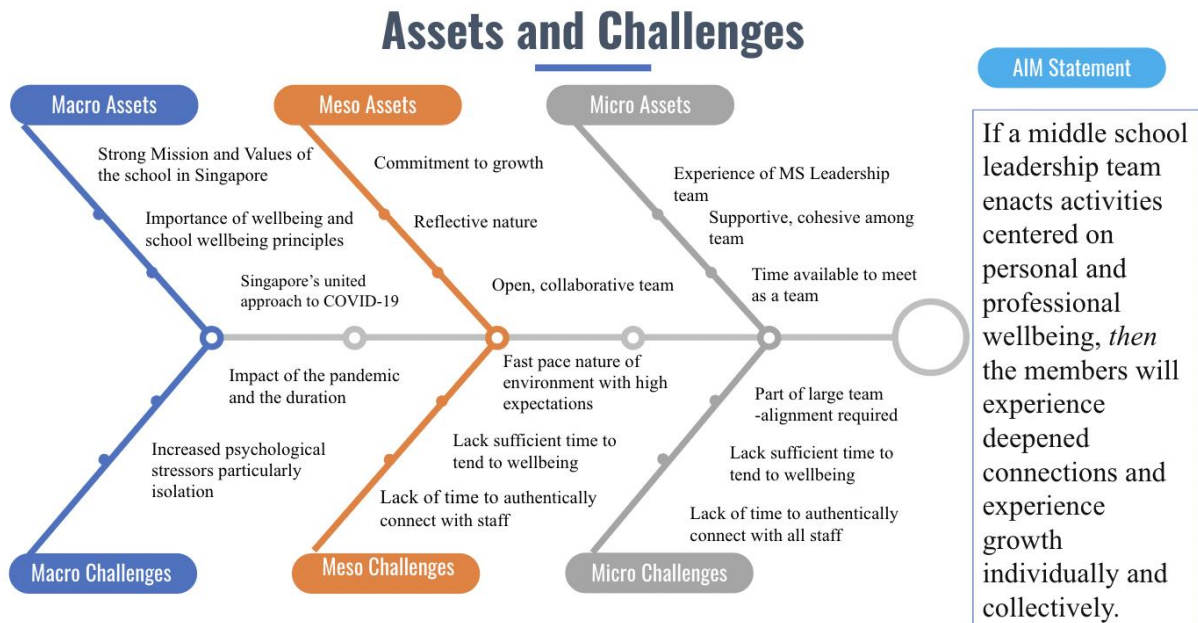 Assets and Challenges
AIM Statement
Macro Assets
Meso Assets
Micro Assets
Strong Mission and Values of
the school in Singapore
Importance of wellbeing and
school wellbeing principles
Singapore's united
approach to COVID-19
Commitment to growth
Reflective nature
Open, collaborative team
Experience of MS Leadership
team
Supportive, cohesive among
team
Time available to meet
as a team
Impact of the pandemic
and the duration
Increased psychological
stressors particularly
isolation
Fast pace nature of
environment with high
expectations
Lack sufficient time to
tend to wellbeing
Lack of time to authentically
connect with staff
Part of large team
-alignment required
Lack sufficient time to
tend to wellbeing
Lack of time to authentically
connect with all staff
Macro Challenges
Meso Challenges
Micro Challenges
If a middle school
leadership team
enacts activities
centered on
personal and
professional
wellbeing, then
the members will
experience
deepened
connections and
experience
growth
individually and
collectively.